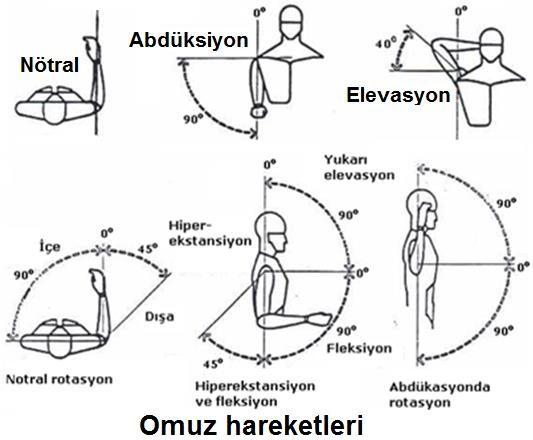 Nötral
Abdüksiyon
0°
90°
0°
40°
Elevasyon
İçe
0°
45°
90°
Dışa
Notral rotasyon
0°
Yukarı
elevasyon
90°
Hiper-
ekstansiyon
0°
90°
Fleksiyon
45°
Hiperekstansiyon
ve fleksiyon
0°
90°
0°
90°
Abdükasyonda
rotasyon
Omuz hareketleri